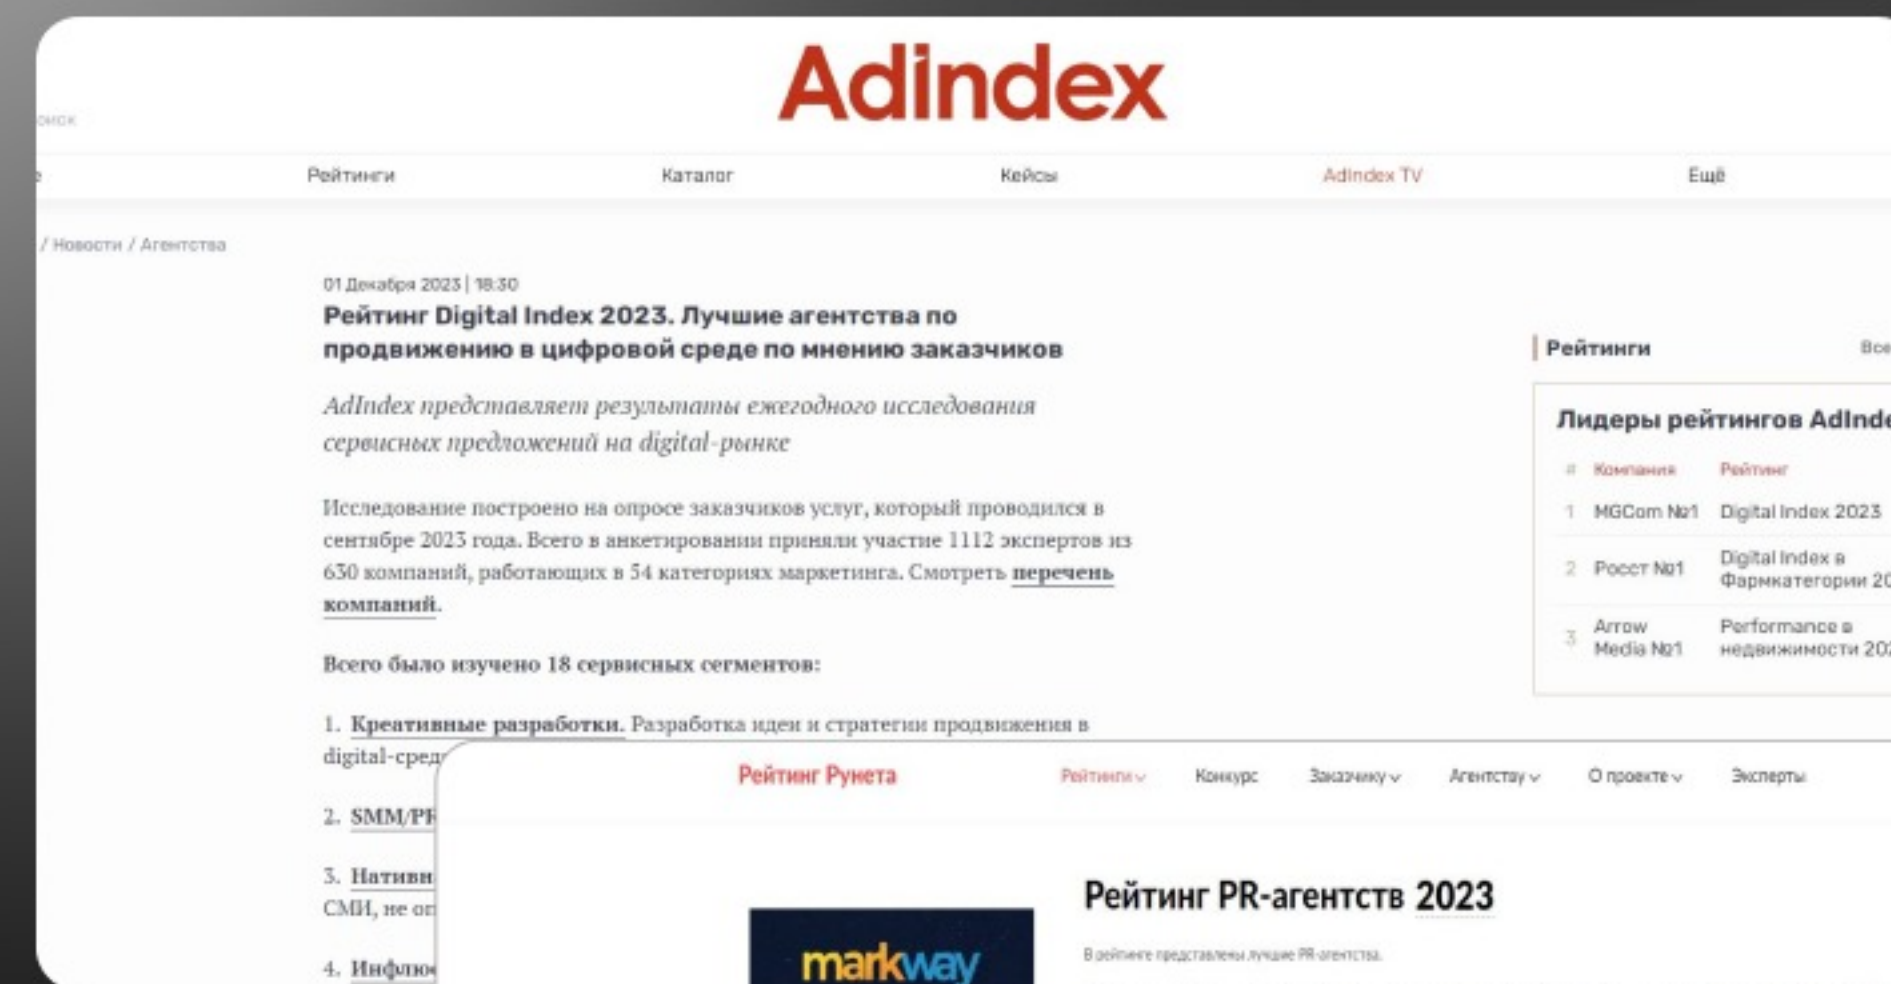 Adindex
оиск
е
Рейтинги
Каталог
Кейсы
AdIndex TV
Ещё
/ Новости / Агентства
01 Декабря 2023 | 18:30
Рейтинг Digital Index 2023. Лучшие агентства по
продвижению в цифровой среде по мнению заказчиков
AdIndex представляет результаты ежегодного исследования
сервисных предложений на digital-рынке
Исследование построено на опросе заказчиков услуг, который проводился в
сентябре 2023 года. Всего в анкетировании приняли участие 1112 экспертов из
630 компаний, работающих в 54 категориях маркетинга. Смотреть перечень
компаний.
Всего было изучено 18 сервисных сегментов:
1. Креативные разработки. Разработка идеи и стратегии продвижения в
digital-сред
2. SMM/PR
3. Нативн
СМИ, не оп
4. Инфлюе
Рейтинги
Все
Лидеры рейтингов AdInde
# Компания Рейтинг
1 MGCom №1 Digital Index 2023
2 Росст №1 Digital Index в
Фармкатегории 20
3 Arrow
Media №1
Performance в
недвижимости 202
Рейтинг Рунета
Рейтинги
Конкурс
Заказчику
Агентству
О проекте
Эксперты
markway
Рейтинг PR-агентств 2023
В рейтинге представлены лучшие PR-агентства.